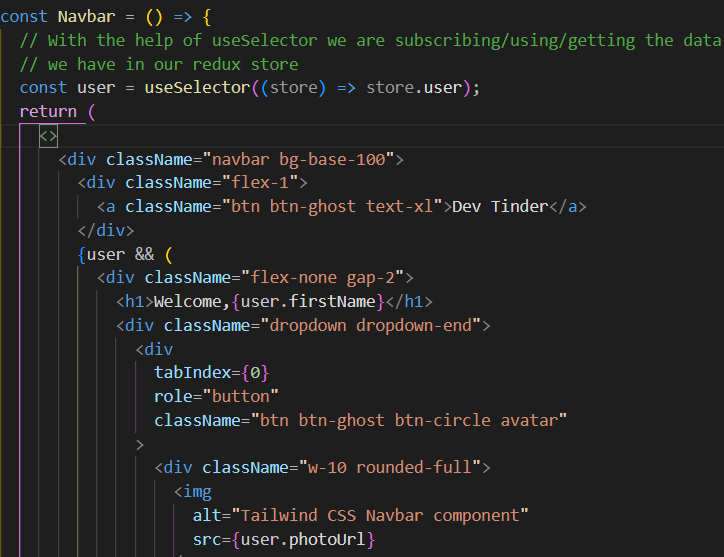 const Navbar = () => {
// With the help of useSelector we are subscribing/using/getting the data
// we have in our redux store
const user = useSelector((store) => store.user);
return (
<>
<div className="navbar bg-base-100">
<div className="flex-1">
<a className="btn btn-ghost text-xl">Dev Tinder</a>
</div>
{user && (
<div className="flex-none gap-2">
<h1>Welcome,{user.firstName}</h1>
<div className="dropdown dropdown-end">
<div
tabIndex={0}
role="button"
className="btn btn-ghost btn-circle avatar"
>
<div className="w-10 rounded-full">
<img
alt="Tailwind CSS Navbar component"
src={user.photoUrl}